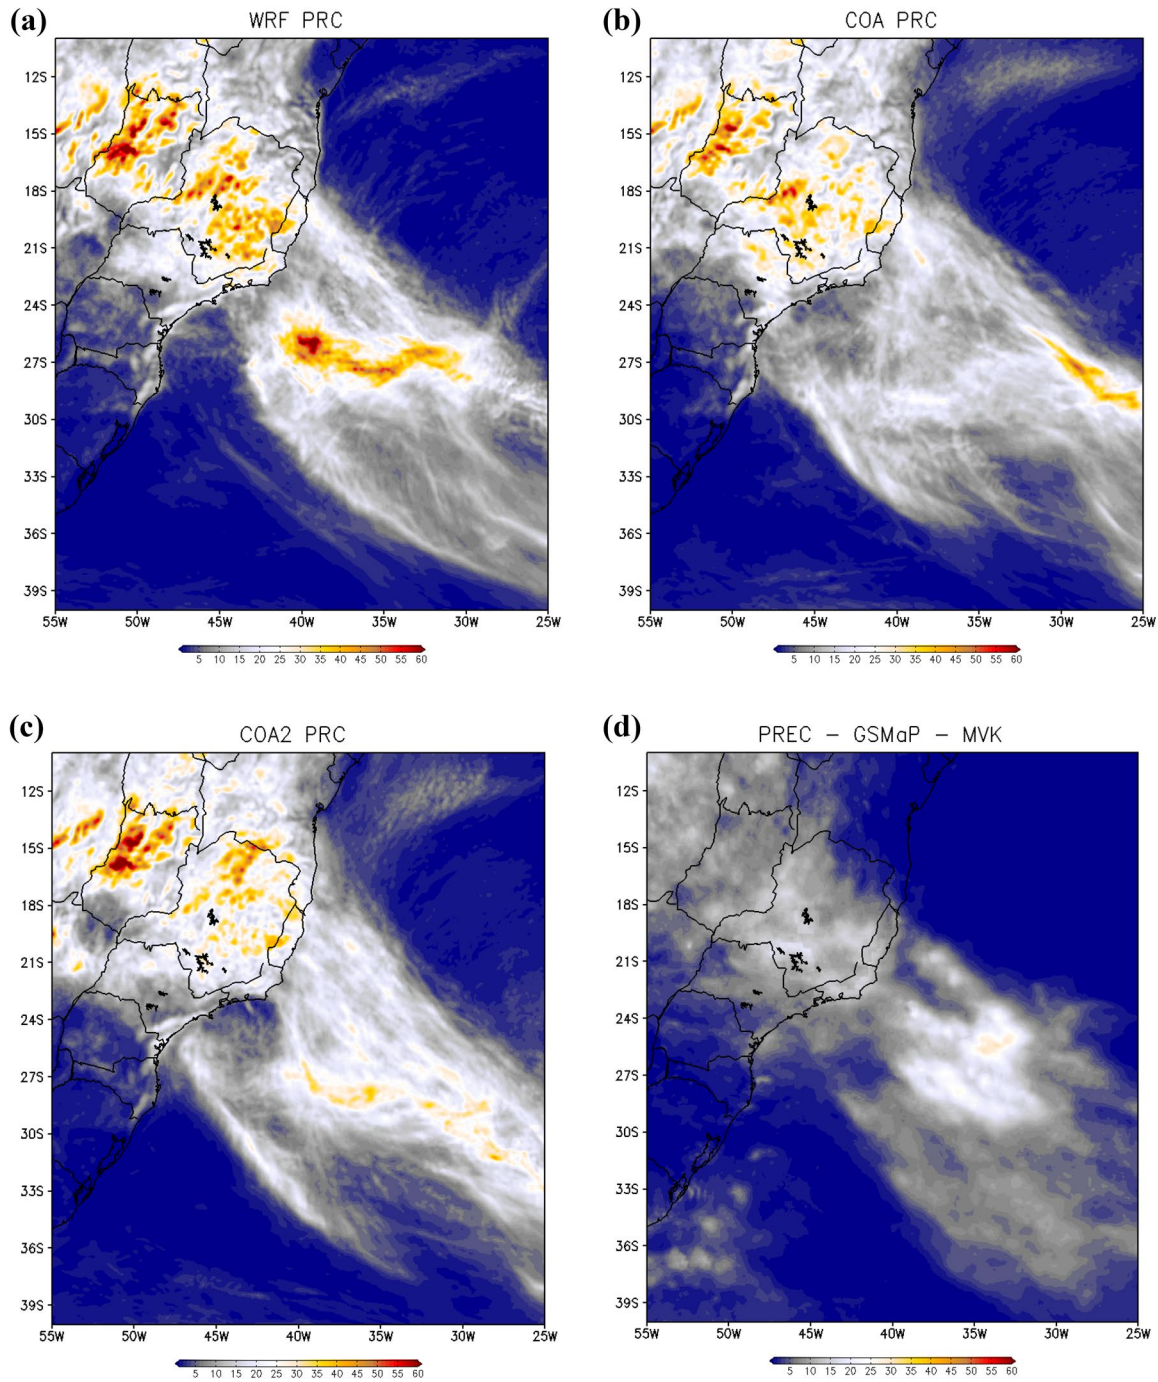 (a)
WRF PRC
12S
15S
18S
21S
24S
27S
30S
33S
36S
39S
55W 50W 45W 40W 35W 30W 25W
5 10 15 20 25 30 35 40 45 50 55 60
(b)
COA PRC
12S
15S
18S
21S
24S
27S
30S
33S
36S
39S
55W 50W 45W 40W 35W 30W 25W
5 10 15 20 25 30 35 40 45 50 55 60
(c)
COA2 PRC
12S
15S
18S
21S
24S
27S
30S
33S
36S
39S
55W 50W 45W 40W 35W 30W 25W
5 10 15 20 25 30 35 40 45 50 55 60
(d)
PREC – GSMaP – MVK
12S
15S
18S
21S
24S
27S
30S
33S
36S
39S
55W 50W 45W 40W 35W 30W 25W
5 10 15 20 25 30 35 40 45 50 55 60